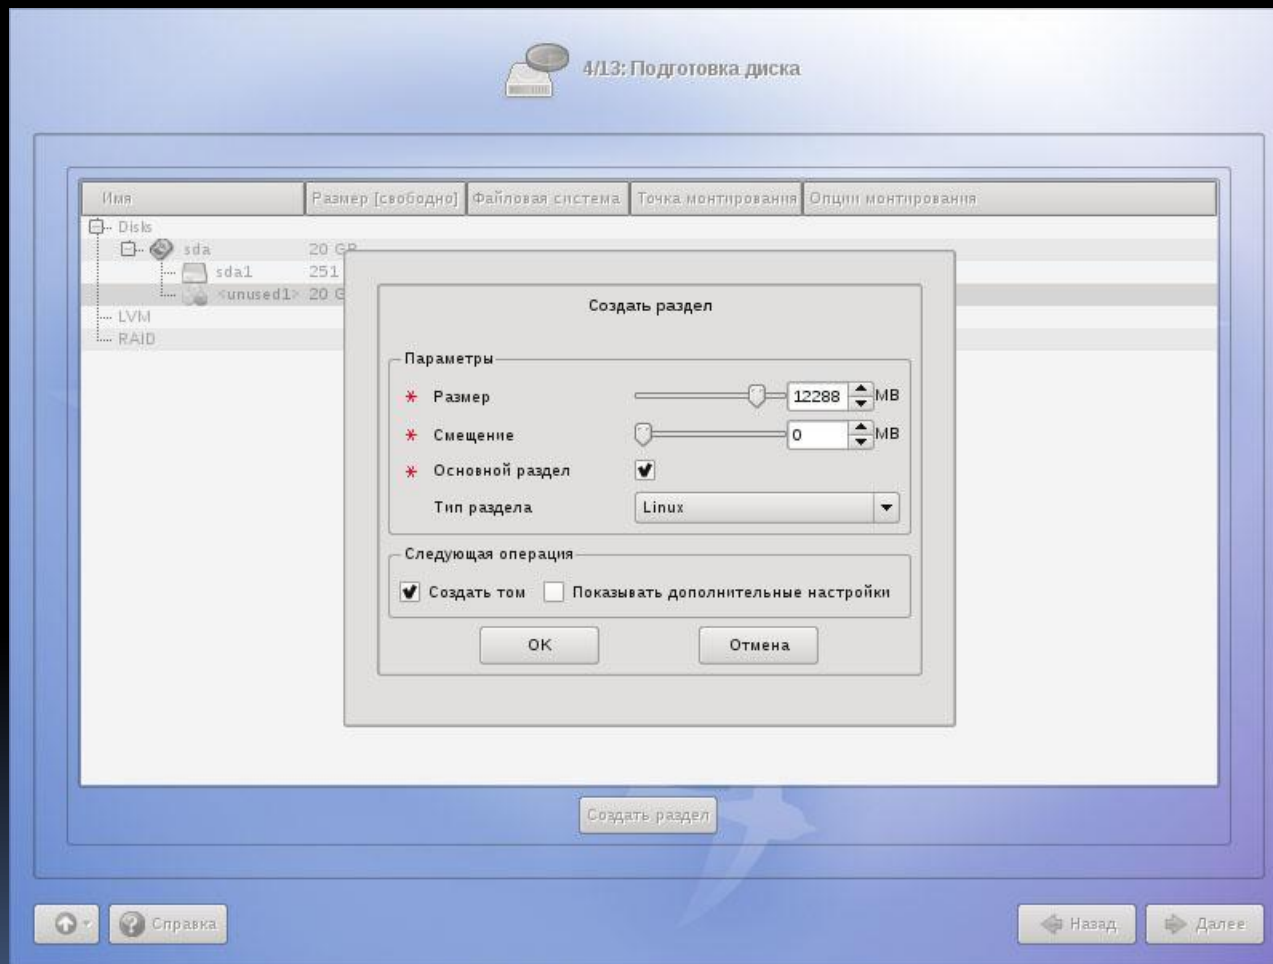 4/13: Подготовка диска
Имя Размер [свободно] Файловая система Точка монтирования Опции монтирования
Disks
sda 20 GB
sda1 251
<unused1> 20 G
LVM
RAID
Создать раздел
Параметры
* Размер 12288 MB
* Смещение 0 MB
* Основной раздел
Тип раздела Linux
Следующая операция
Создать том Показывать дополнительные настройки
OK Отмена
Создать раздел
Справка Назад Далее